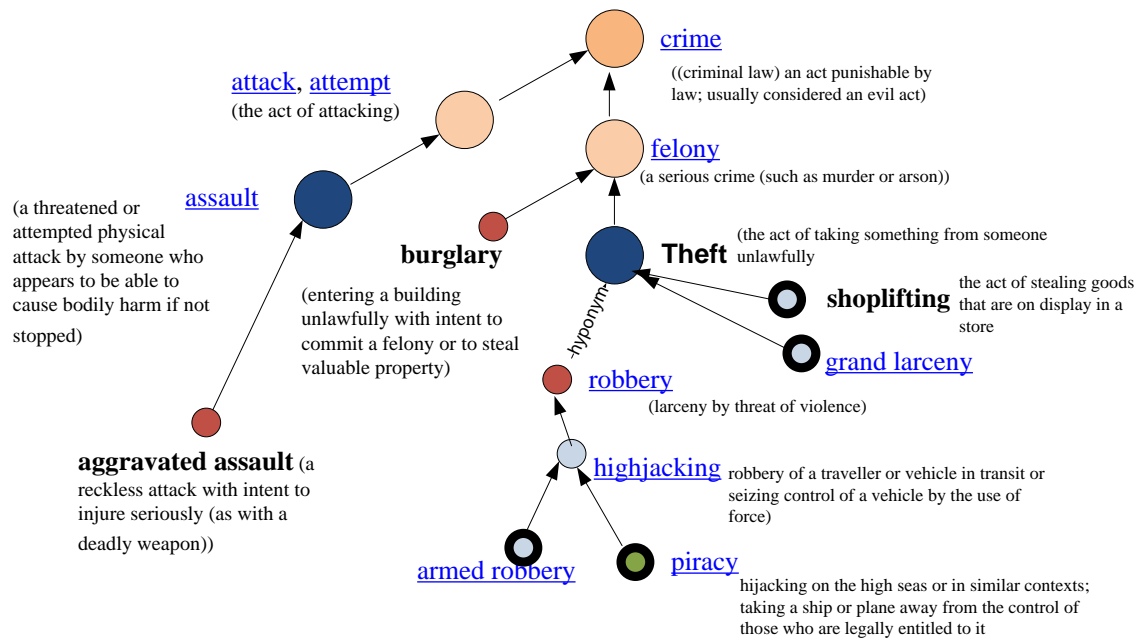 crime
((criminal law) an act punishable by
law; usually considered an evil act)
attack, attempt
(the act of attacking)
felony
(a serious crime (such as murder or arson))
assault
(a threatened or
attempted physical
attack by someone who
appears to be able to
cause bodily harm if not
stopped)
burglary
(entering a building
unlawfully with intent to
commit a felony or to steal
valuable property)
Theft
(the act of taking something from someone
unlawfully
shoplifting
the act of stealing goods
that are on display in a
store
grand larceny
-hyponym-
robbery
(larceny by threat of violence)
aggravated assault (a
reckless attack with intent to
injure seriously (as with a
deadly weapon))
highjacking
robbery of a traveller or vehicle in transit or
seizing control of a vehicle by the use of
force)
armed robbery
piracy
hijacking on the high seas or in similar contexts;
taking a ship or plane away from the control of
those who are legally entitled to it